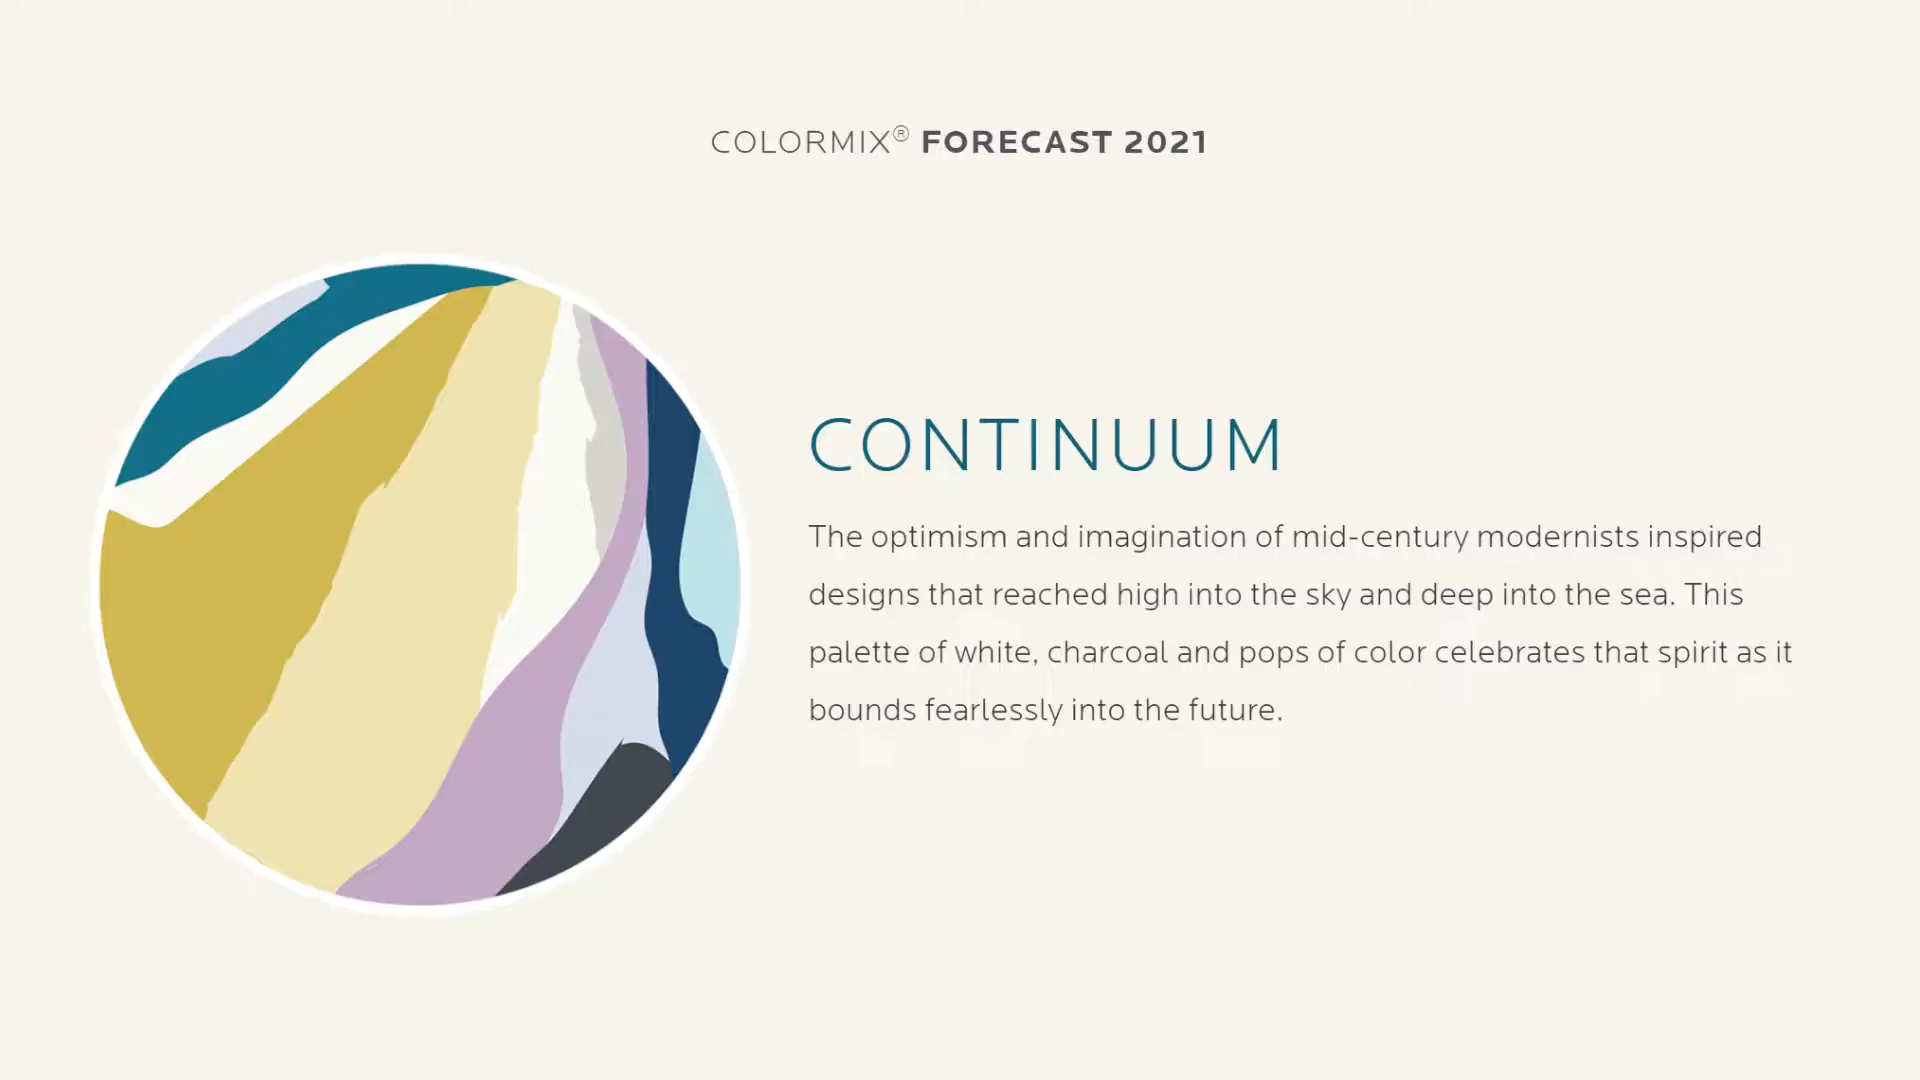 COLORMIX® FORECAST 2021
CONTINUUM
The optimism and imagination of mid-century modernists inspired
designs that reached high into the sky and deep into the sea. This
palette of white, charcoal and pops of color celebrates that spirit as it
bounds fearlessly into the future.